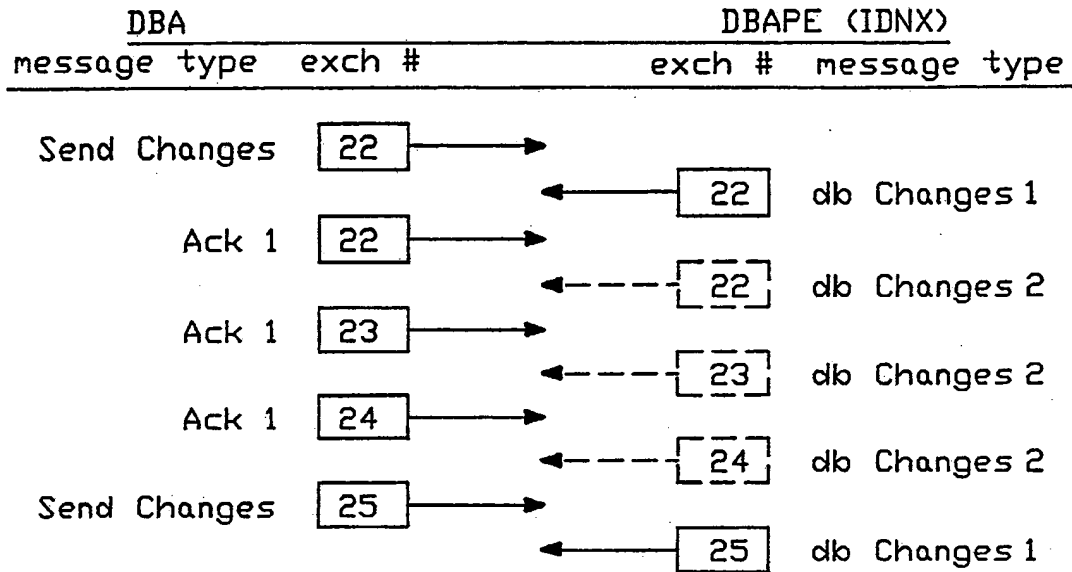 DBA DBAPE (IDNX)
message type exch # exch # message type
Send Changes 22
22 db Changes 1
Ack 1 22
22 db Changes 2
Ack 1 23
23 db Changes 2
Ack 1 24
24 db Changes 2
Send Changes 25
25 db Changes 1